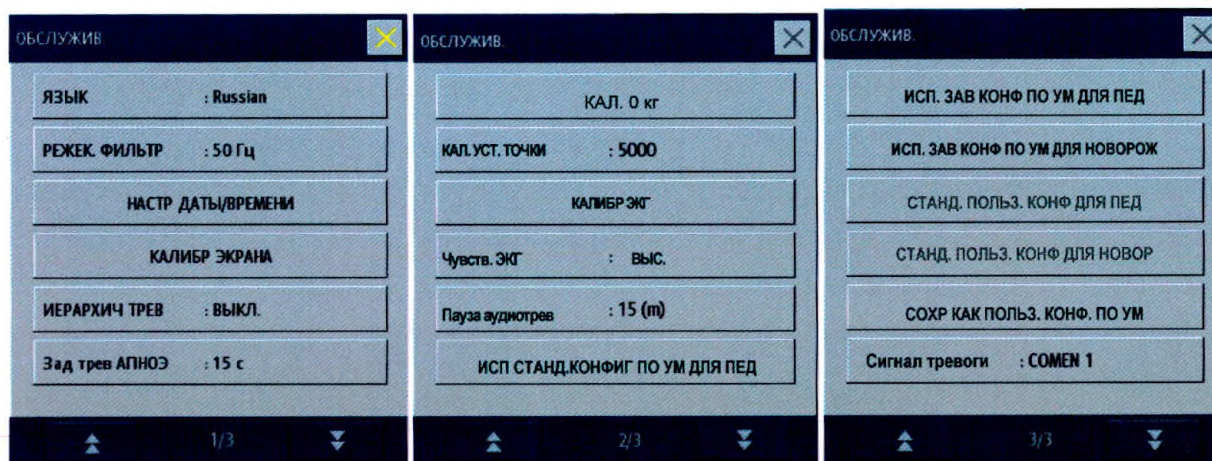 ОБСЛУЖИВ.
ЯЗЫК : Russian
РЕЖЕК. ФИЛЬТР : 50 Гц
НАСТР ДАТЫ/ВРЕМЕНИ
КАЛИБР ЭКРАНА
ИЕРАРХИЧ ТРЕВ : ВЫКЛ.
Зад трев АПНОЭ : 15 с
1/3
ОБСЛУЖИВ.
КАЛ. 0 кг
КАЛ. УСТ. ТОЧКИ : 5000
КАЛИБР ЭКГ
Чувств. ЭКГ : ВЫС.
Пауза аудиотрев : 15 (m)
ИСП СТАНД.КОНФИГ ПО УМ ДЛЯ ПЕД
2/3
ОБСЛУЖИВ.
ИСП. ЗАВ КОНФ ПО УМ ДЛЯ ПЕД
ИСП. ЗАВ КОНФ ПО УМ ДЛЯ НОВОРОЖ
СТАНД. ПОЛЬЗ. КОНФ ДЛЯ ПЕД
СТАНД. ПОЛЬЗ. КОНФ ДЛЯ НОВОР
СОХР КАК ПОЛЬЗ. КОНФ. ПО УМ
Сигнал тревоги : COMEN 1
3/3